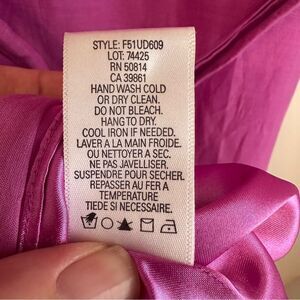 STYLE: F51UD609
LOT: 74425
RN 50814
CA 39861
HAND WASH COLD
OR DRY CLEAN.
DO NOT BLEACH.
HANG TO DRY.
COOL IRON IF NEEDED.
LAVER A LA MAIN FROIDE.
OU NETTOYER A SEC.
NE PAS JAVELLISER.
SUSPENDRE POUR SECHER.
REPASSER AU FER A
TEMPERATURE
TIEDE SI NECESSAIRE.